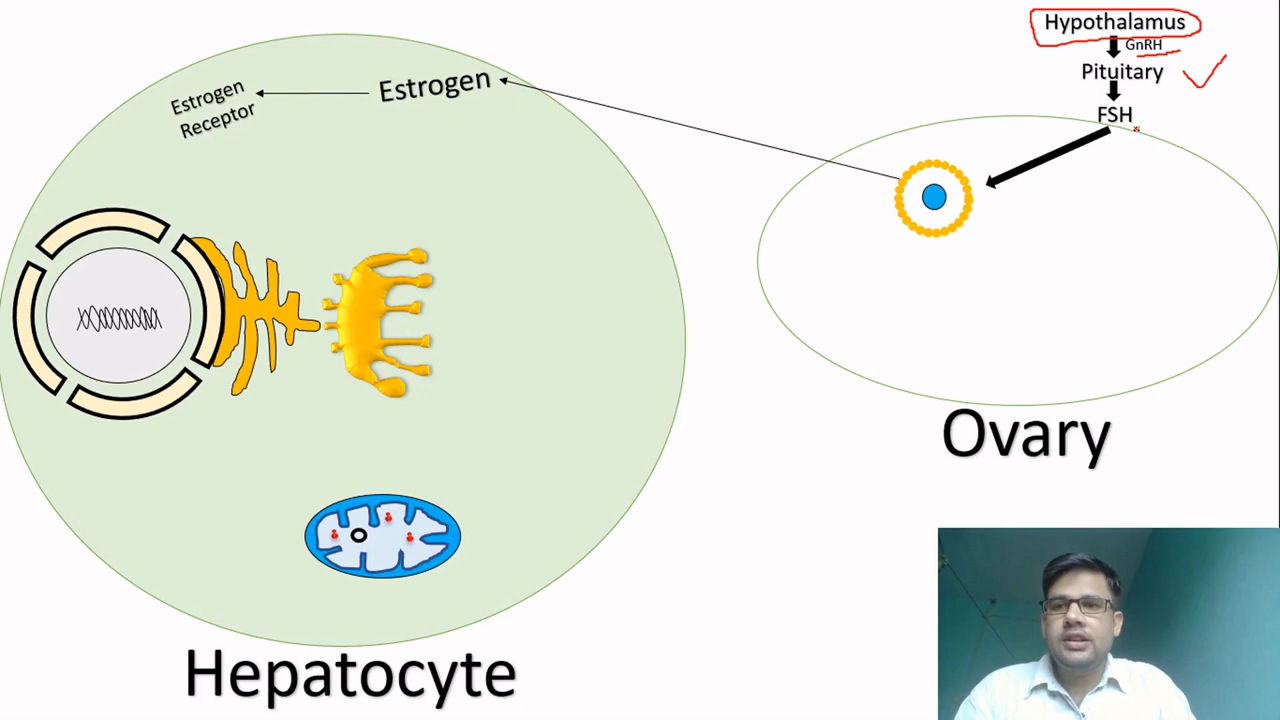 Hypothalamus
GnRH
Pituitary
FSH
Estrogen
Estrogen
Receptor
Ovary
Hepatocyte